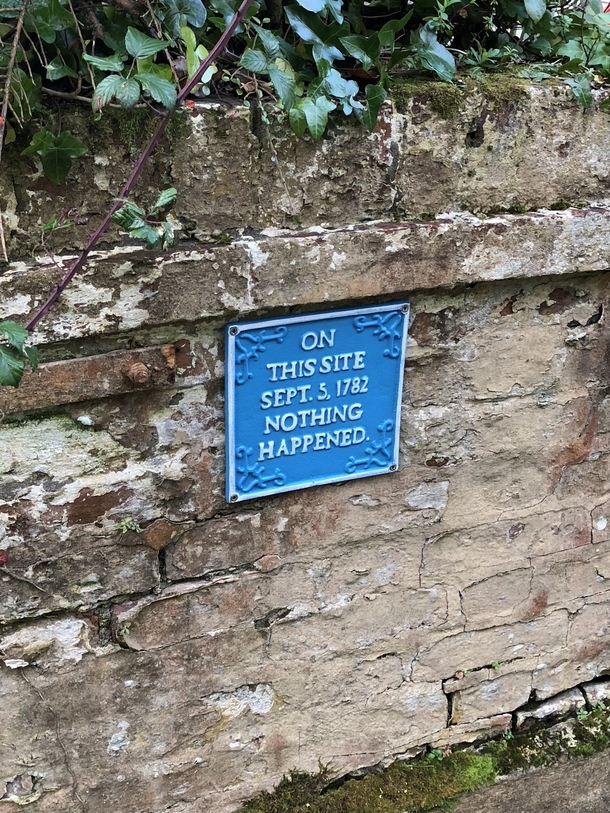 ON
THIS SITE
SEPT. 5, 1782
NOTHING
HAPPENED.